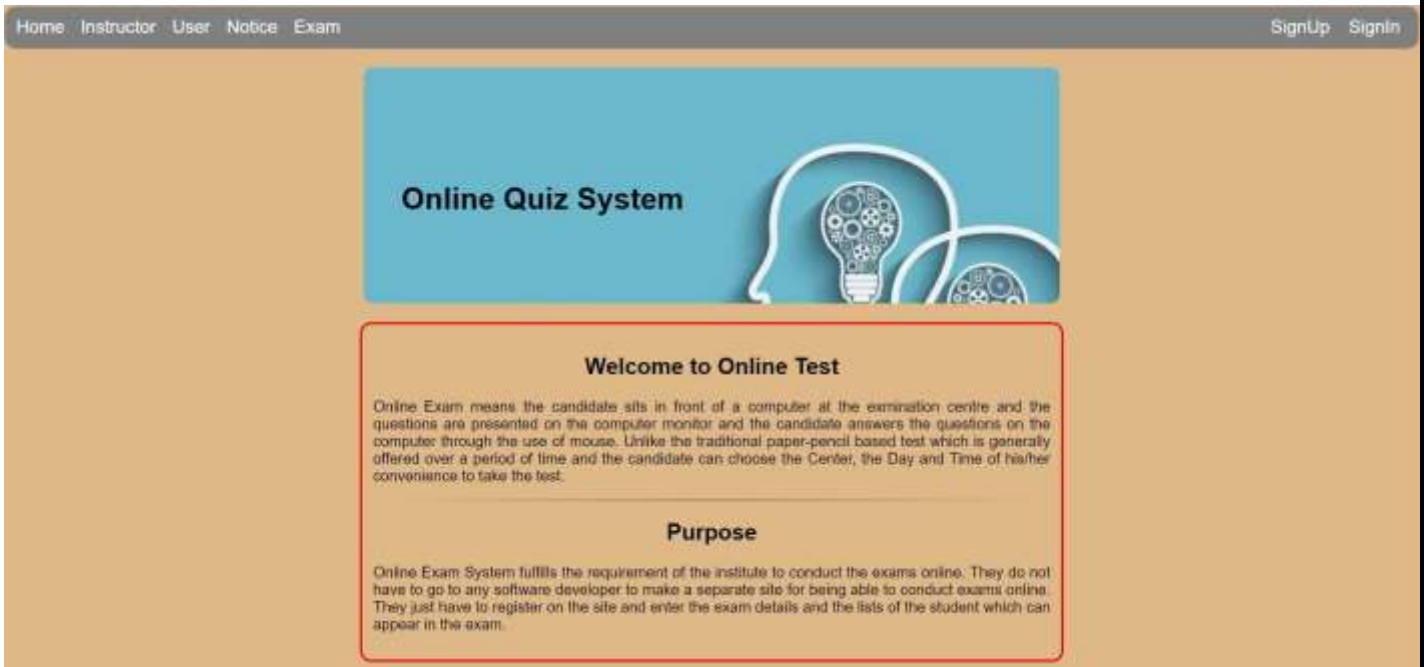 Home Instructor User Notice Exam SignUp SignIn
Online Quiz System
Welcome to Online Test
Online Exam means the candidate sits in front of a computer at the exmination centre and the
questions are presented on the computer monitor and the candidate answers the questions on the
computer through the use of mouse. Unlike the traditional paper-pencil based test which is generally
offered over a period of time and the candidate can choose the Center, the Day and Time of his/her
convenience to take the test.
Purpose
Online Exam System fulfills the requirement of the institute to conduct the exams online. They do not
have to go to any software developer to make a separate site for being able to conduct exams online.
They just have to register on the site and enter the exam details and the lists of the student which can
appear in the exam.